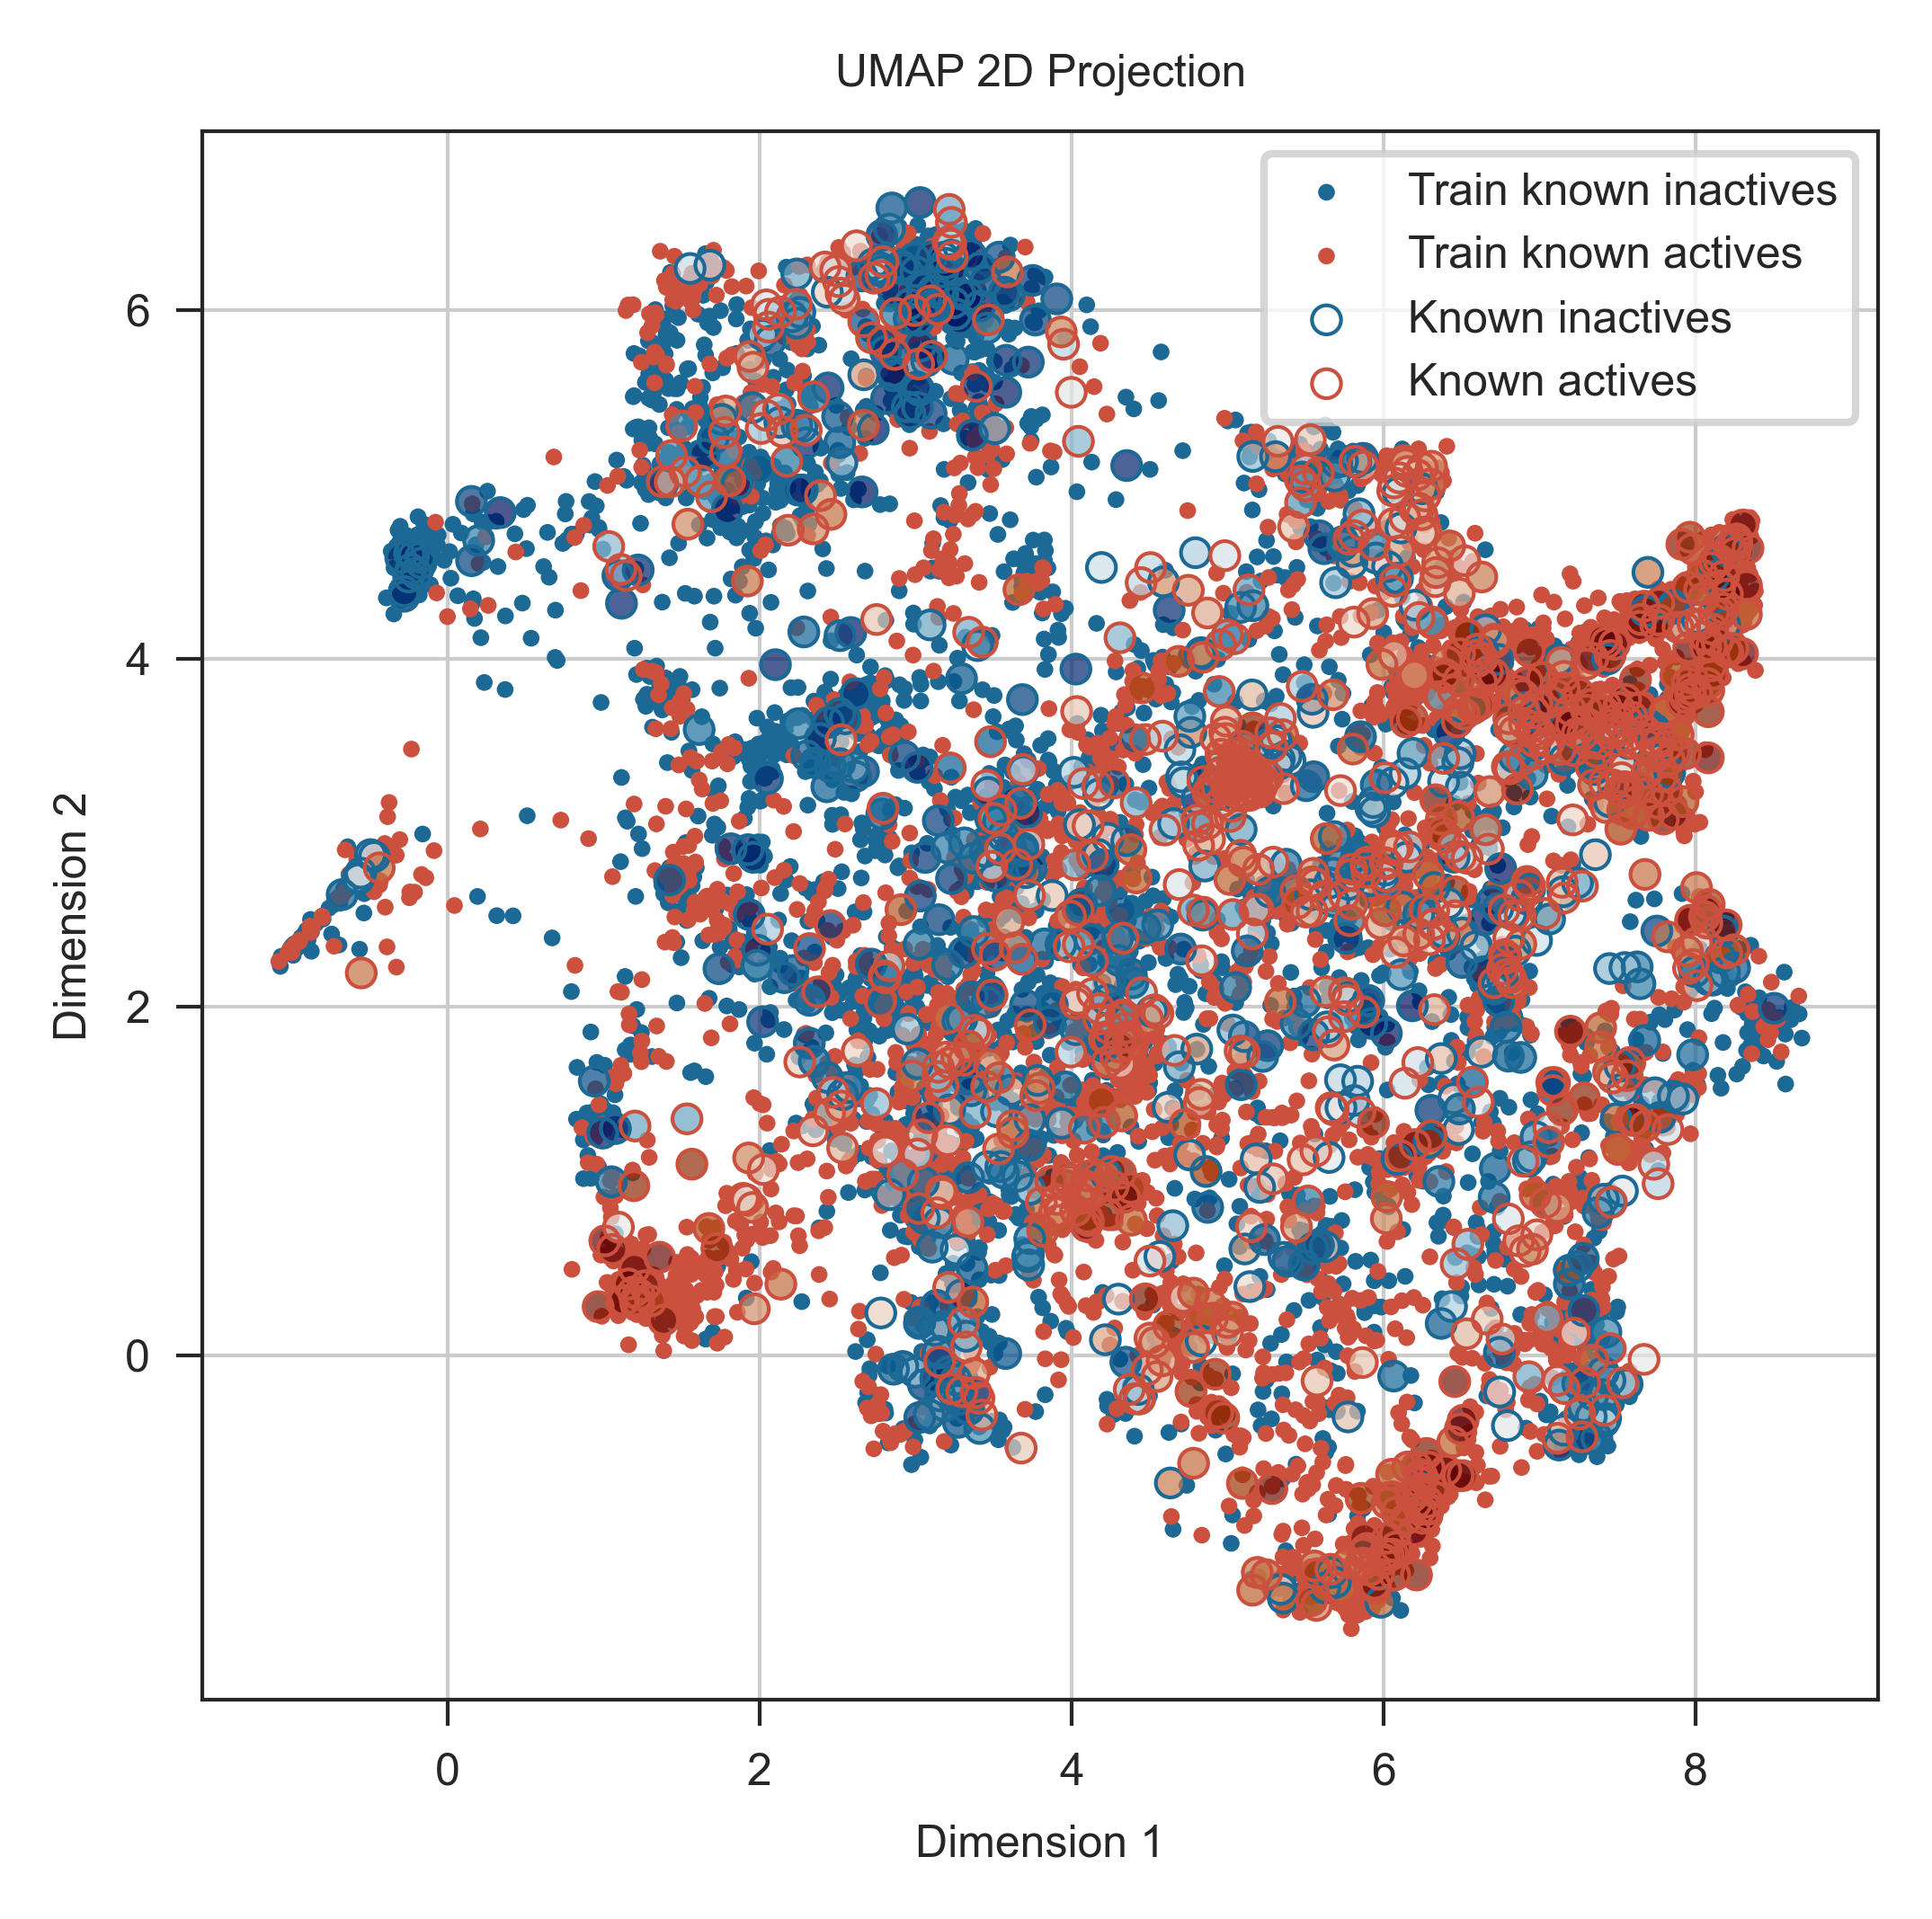 UMAP 2D Projection
Train known inactives
Train known actives
Known inactives
Known actives
6
4
2
0
Dimension 2
0 2 4 6 8
Dimension 1